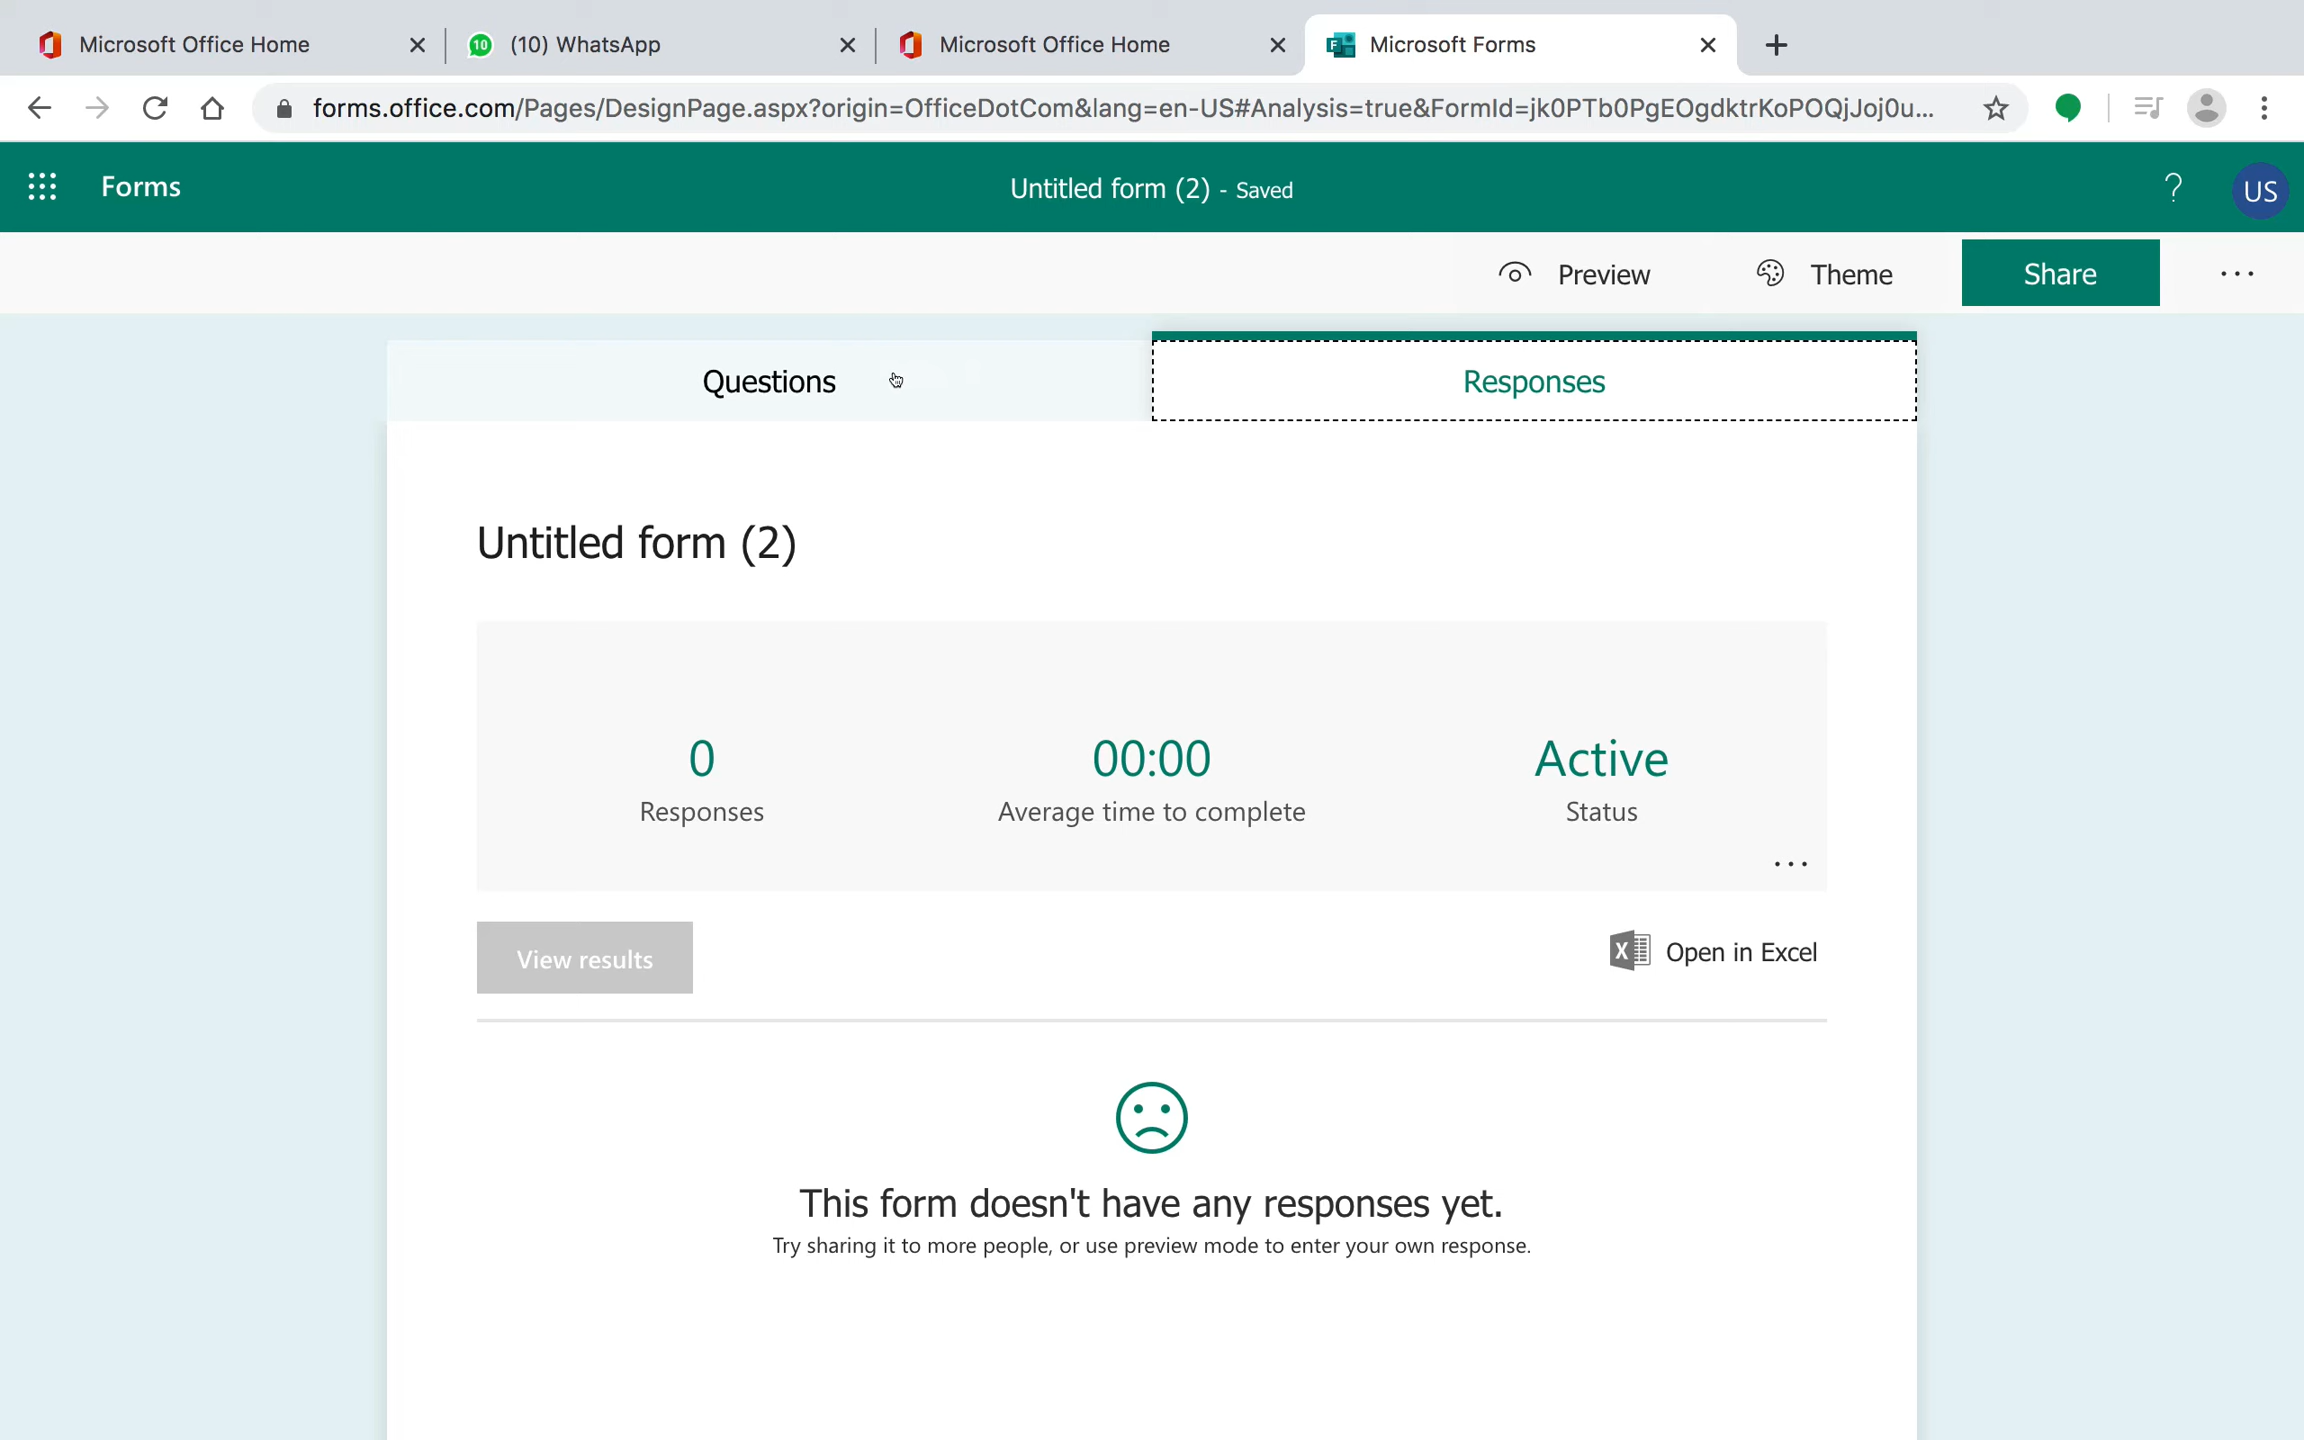 Microsoft Office Home
10 (10) WhatsApp
Microsoft Office Home
F Microsoft Forms
forms.office.com/Pages/DesignPage.aspx?origin=OfficeDotCom&lang=en-US#Analysis=true&FormId=jk0PTb0PgEOgdktrKoPOQjJoj0u...
Forms
Untitled form (2) - Saved
? US
Preview
Theme
Share
...
Questions
Responses
Untitled form (2)
0
Responses
00:00
Average time to complete
Active
Status
...
View results
X Open in Excel
This form doesn't have any responses yet.
Try sharing it to more people, or use preview mode to enter your own response.